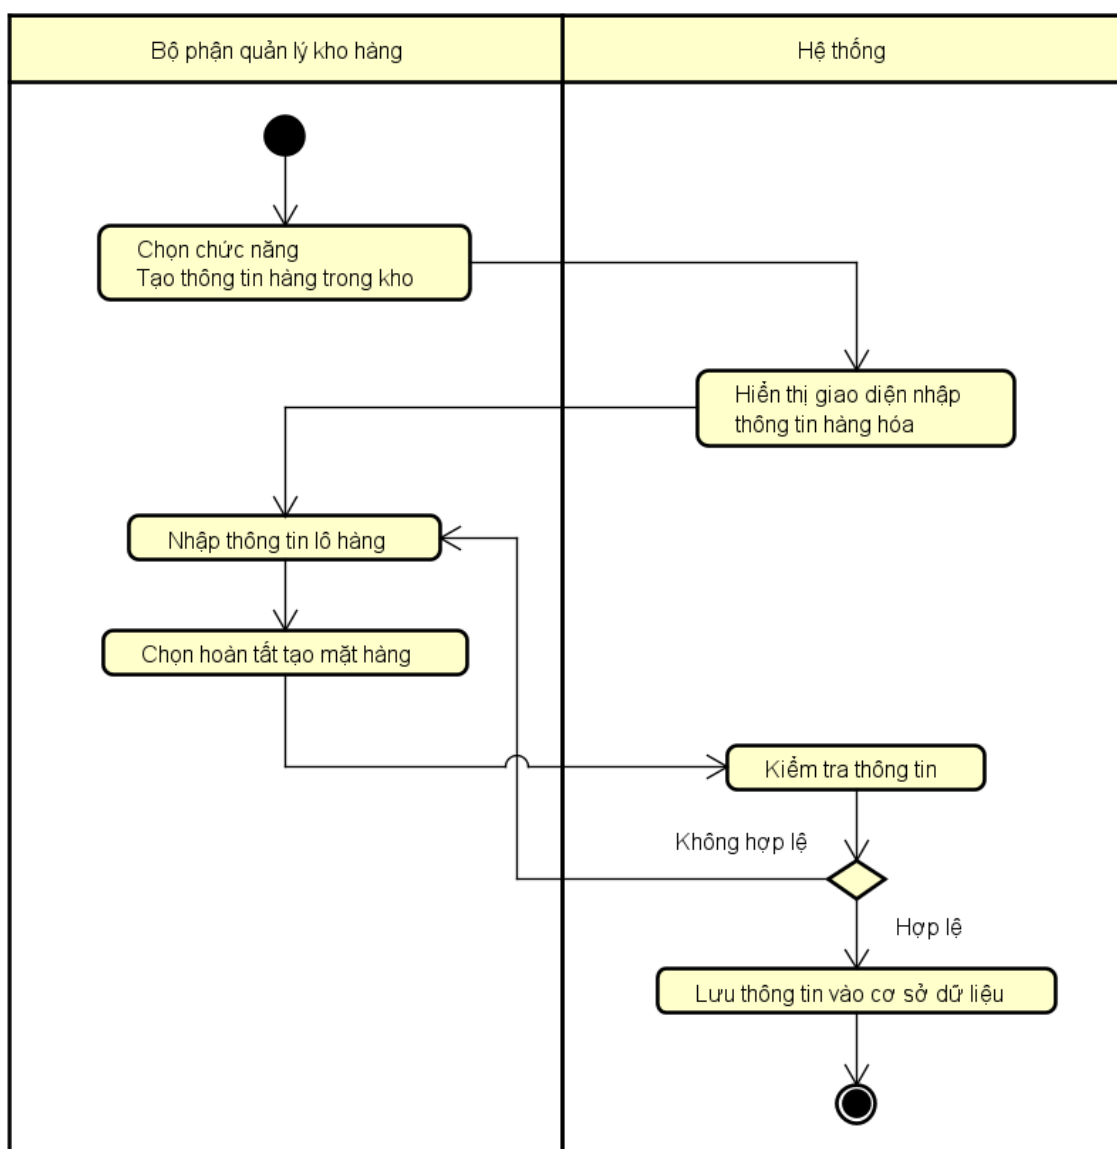 Bộ phận quản lý kho hàng
Hệ thống
Chọn chức năng
Tạo thông tin hàng trong kho
Hiển thị giao diện nhập
thông tin hàng hóa
Nhập thông tin lô hàng
Chọn hoàn tất tạo mặt hàng
Kiểm tra thông tin
Không hợp lệ
Hợp lệ
Lưu thông tin vào cơ sở dữ liệu